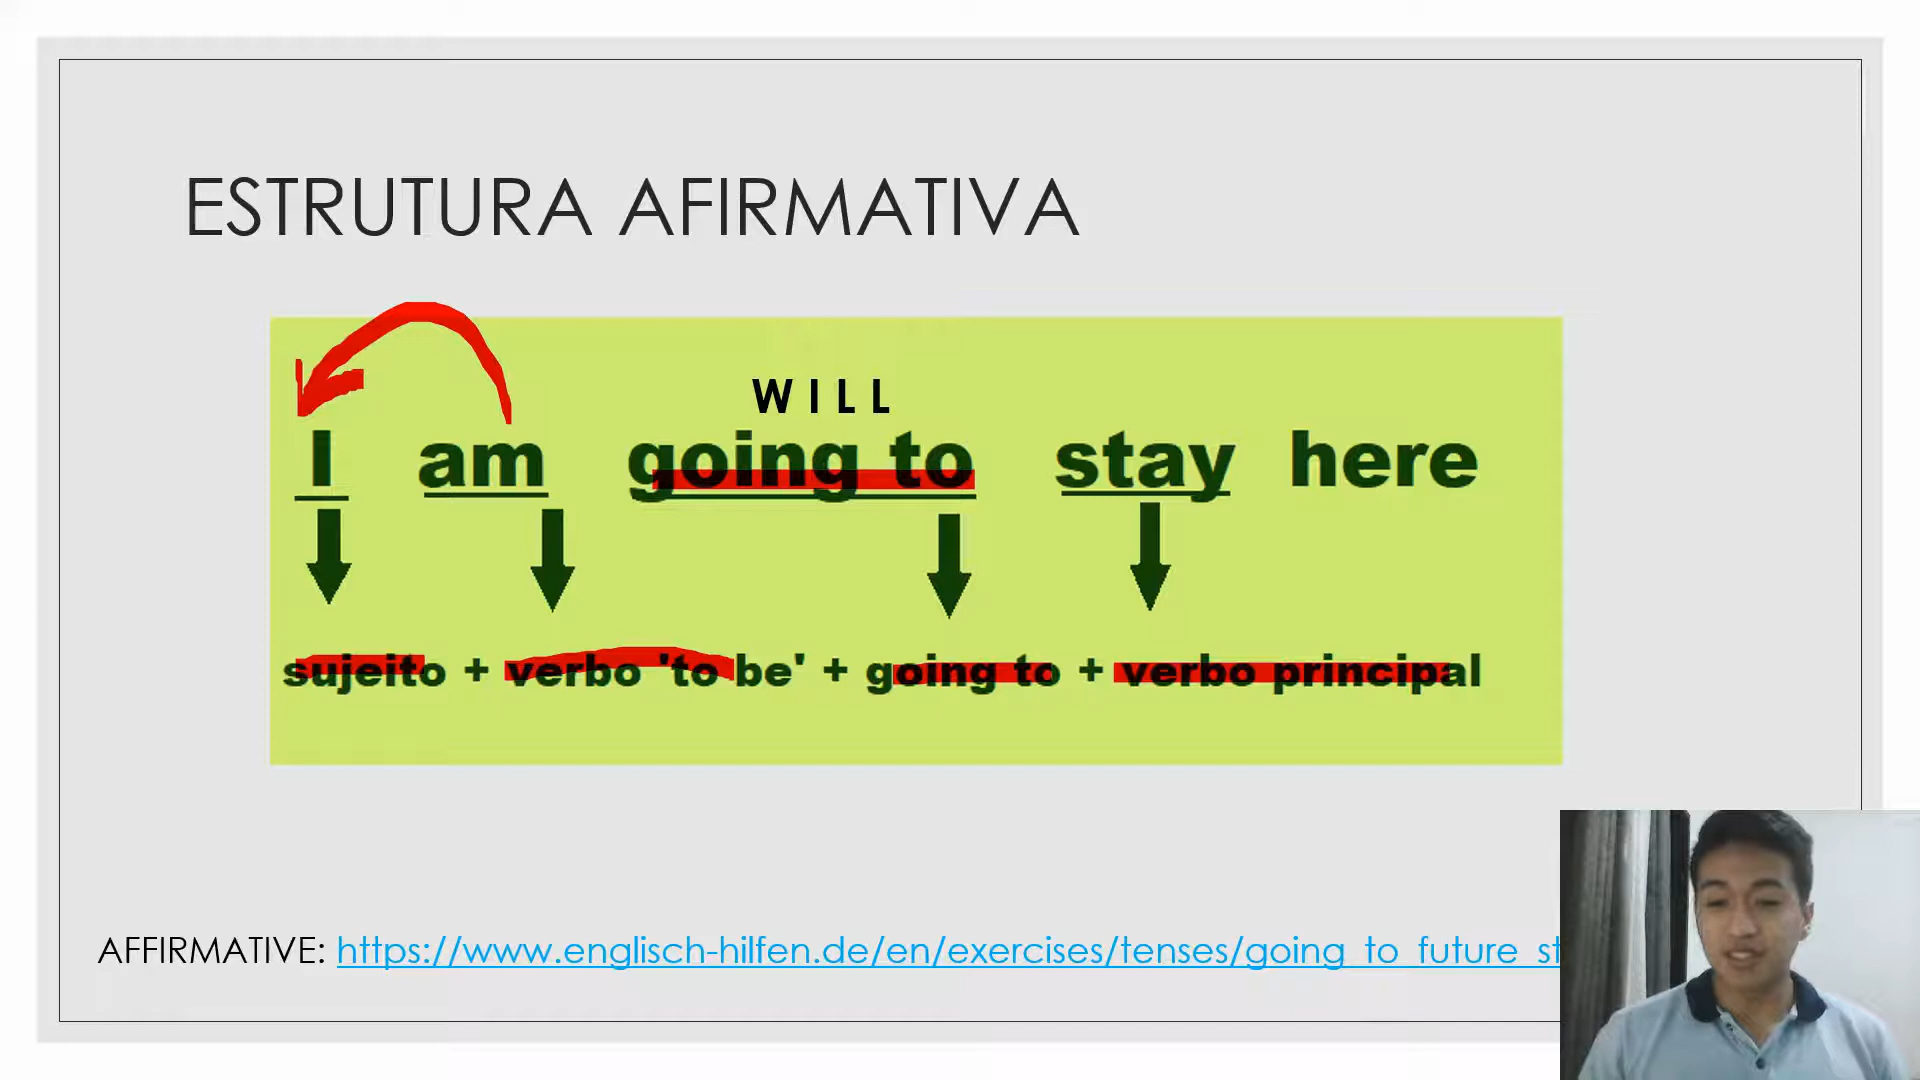 ESTRUTURA AFIRMATIVA
WILL
I am going to stay here
sujeito + verbo 'to be' + going to + verbo principal
AFFIRMATIVE: https://www.englisch-hilfen.de/en/exercises/tenses/going_to_future_st